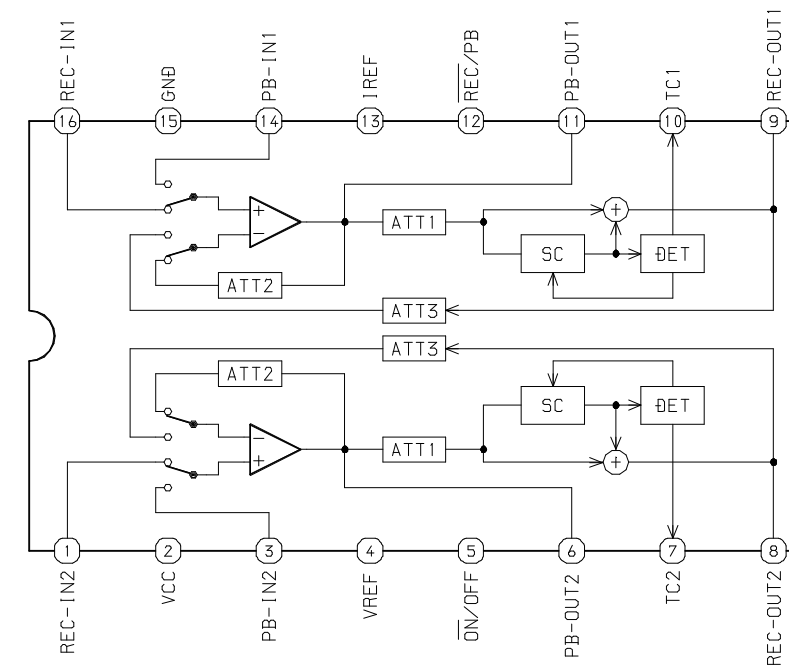 REC-IN1
GND
PB-IN1
IREF
REC/PB
PB-OUT1
TC1
REC-OUT1
16
15
14
13
12
11
10
9
+
−
ATT1
+
SC
DET
ATT2
ATT3
ATT3
ATT2
SC
DET
−
+
ATT1
+
1
2
3
4
5
6
7
8
REC-IN2
VCC
PB-IN2
VREF
ON/OFF
PB-OUT2
TC2
REC-OUT2